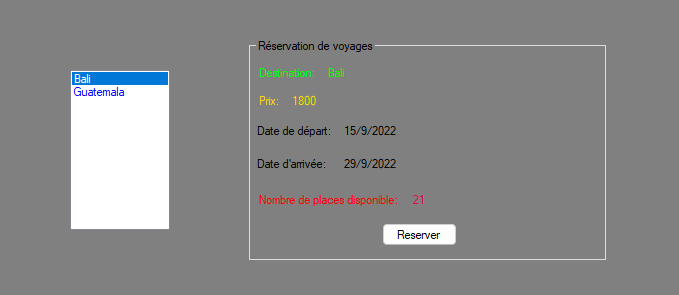 Bali
Guatemala
Réservation de voyages
Destination: Bali
Prix: 1800
Date de départ: 15/9/2022
Date d'arrivée: 29/9/2022
Nombre de places disponible: 21
Reserver